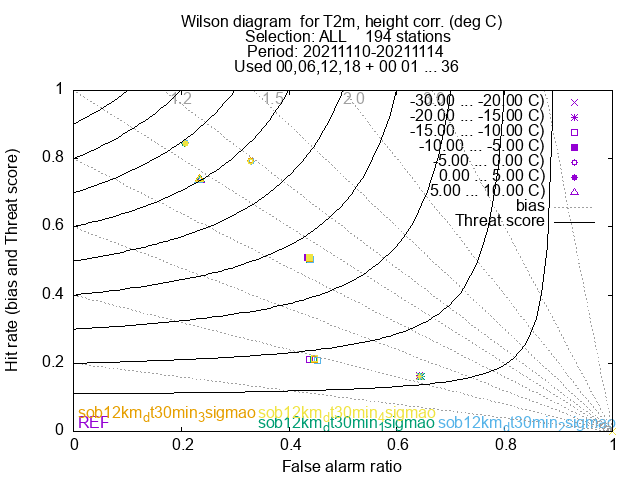 Wilson diagram  for T2m, height corr. (deg C)
Selection: ALL    194 stations
Period: 20211110-20211114
Used 00,06,12,18 + 00 01 ... 36
1
0.8
0.6
0.4
0.2
0
0
0.2
0.4
0.6
0.8
1
Hit rate (bias and Threat score)
False alarm ratio
1.2
1.5
2.0
-30.00 ... -20.00 C)
-20.00 ... -15.00 C)
-15.00 ... -10.00 C)
-10.00 ... -5.00 C)
-5.00 ... 0.00 C)
0.00 ... 5.00 C)
5.00 ... 10.00 C)
bias
Threat score
sob12km_dt30min_3sigmao
sob12km_dt30min_4sigmao
REF
sob12km_dt30min_1sigmao
sob12km_dt30min_2sigmao